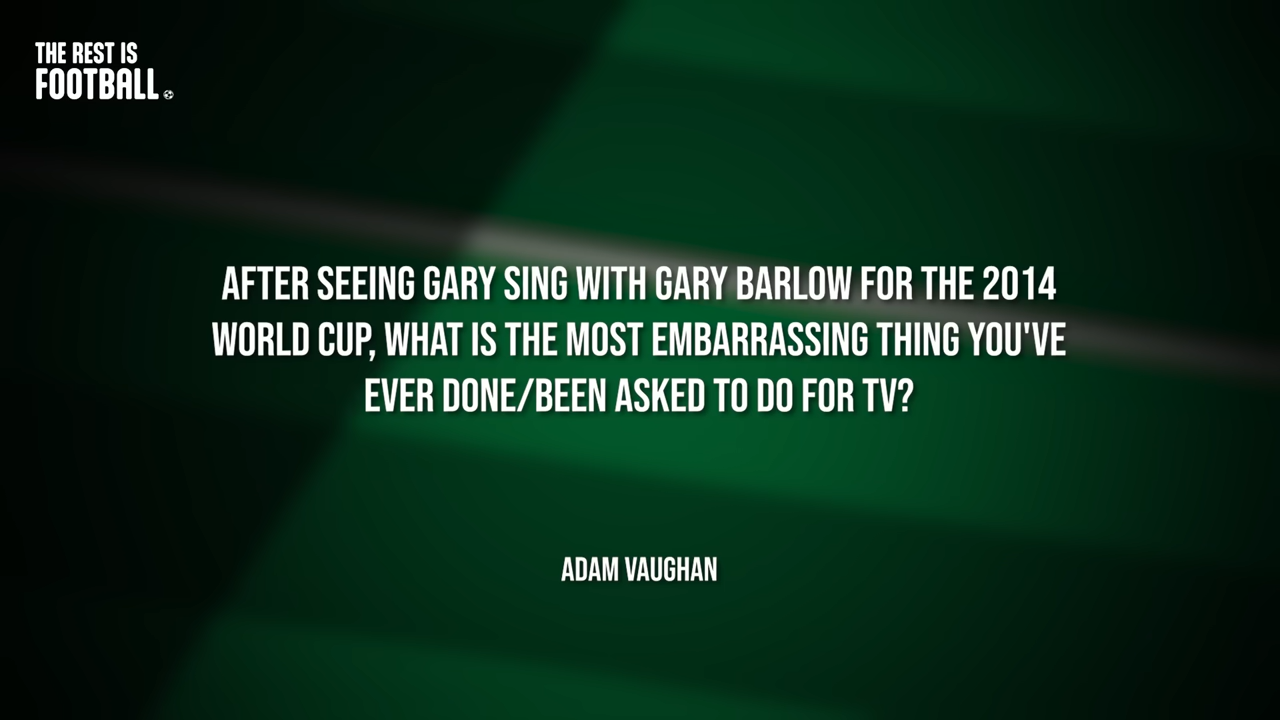 THE REST IS
FOOTBALL
AFTER SEEING GARY SING WITH GARY BARLOW FOR THE 2014
WORLD CUP, WHAT IS THE MOST EMBARRASSING THING YOU'VE
EVER DONE/BEEN ASKED TO DO FOR TV?
ADAM VAUGHAN